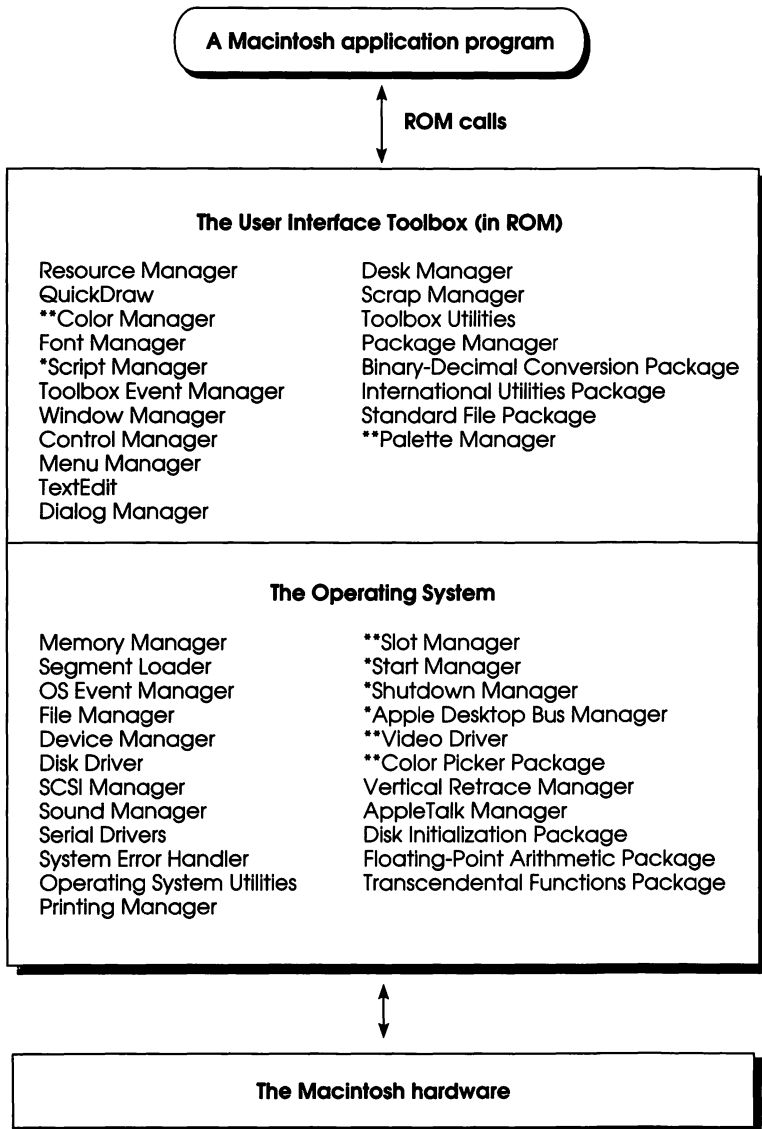 A Macintosh application program
ROM calls
The User Interface Toolbox (in ROM)
Resource Manager
QuickDraw
**Color Manager
Font Manager
*Script Manager
Toolbox Event Manager
Window Manager
Control Manager
Menu Manager
TextEdit
Dialog Manager
Desk Manager
Scrap Manager
Toolbox Utilities
Package Manager
Binary-Decimal Conversion Package
International Utilities Package
Standard File Package
**Palette Manager
The Operating System
Memory Manager
Segment Loader
OS Event Manager
File Manager
Device Manager
Disk Driver
SCSI Manager
Sound Manager
Serial Drivers
System Error Handler
Operating System Utilities
Printing Manager
**Slot Manager
*Start Manager
*Shutdown Manager
*Apple Desktop Bus Manager
**Video Driver
**Color Picker Package
Vertical Retrace Manager
AppleTalk Manager
Disk Initialization Package
Floating-Point Arithmetic Package
Transcendental Functions Package
The Macintosh hardware